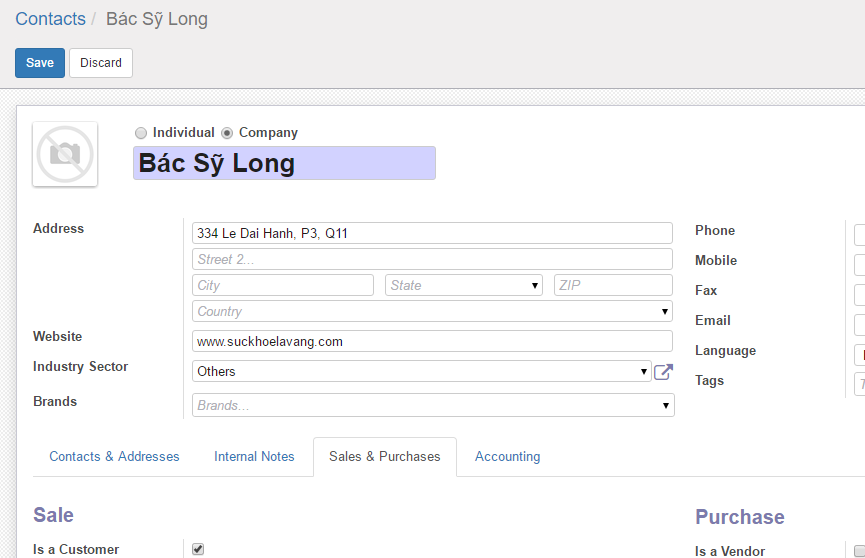 Contacts / Bác Sỹ Long
Save Discard
Individual Company
Bác Sỹ Long
Address 334 Le Dai Hanh, P3, Q11
Street 2...
City State ZIP
Country
Website www.suckhoelavang.com
Industry Sector Others
Brands Brands...
Phone
Mobile
Fax
Email
Language
Tags
Contacts & Addresses Internal Notes Sales & Purchases Accounting
Sale Purchase
Is a Customer Is a Vendor